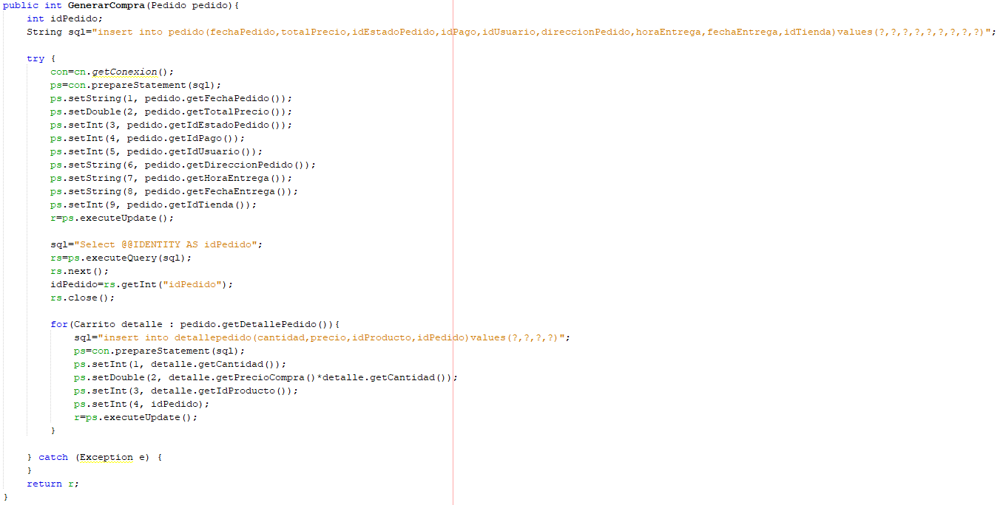 public int GenerarCompra(Pedido pedido){
    int idPedido;
    String sql="insert into pedido(fechaPedido,totalPrecio,idEstadoPedido,idPago,idUsuario,direccionPedido,horaEntrega,fechaEntrega,idTienda)values(?,?,?,?,?,?,?,?,?)";
    try {
        con=cn.getConexion();
        ps=con.prepareStatement(sql);
        ps.setString(1, pedido.getFechaPedido());
        ps.setDouble(2, pedido.getTotalPrecio());
        ps.setInt(3, pedido.getIdEstadoPedido());
        ps.setInt(4, pedido.getIdPago());
        ps.setInt(5, pedido.getIdUsuario());
        ps.setString(6, pedido.getDireccionPedido());
        ps.setString(7, pedido.getHoraEntrega());
        ps.setString(8, pedido.getFechaEntrega());
        ps.setInt(9, pedido.getIdTienda());
        r=ps.executeUpdate();
        sql="Select @@IDENTITY AS idPedido";
        rs=ps.executeQuery(sql);
        rs.next();
        idPedido=rs.getInt("idPedido");
        rs.close();
        for(Carrito detalle : pedido.getDetallePedido()){
            sql="insert into detallepedido(cantidad,precio,idProducto,idPedido)values(?,?,?,?)";
            ps=con.prepareStatement(sql);
            ps.setInt(1, detalle.getCantidad());
            ps.setDouble(2, detalle.getPrecioCompra()*detalle.getCantidad());
            ps.setInt(3, detalle.getIdProducto());
            ps.setInt(4, idPedido);
            r=ps.executeUpdate();
        }
    } catch (Exception e) {
    }
    return r;
}